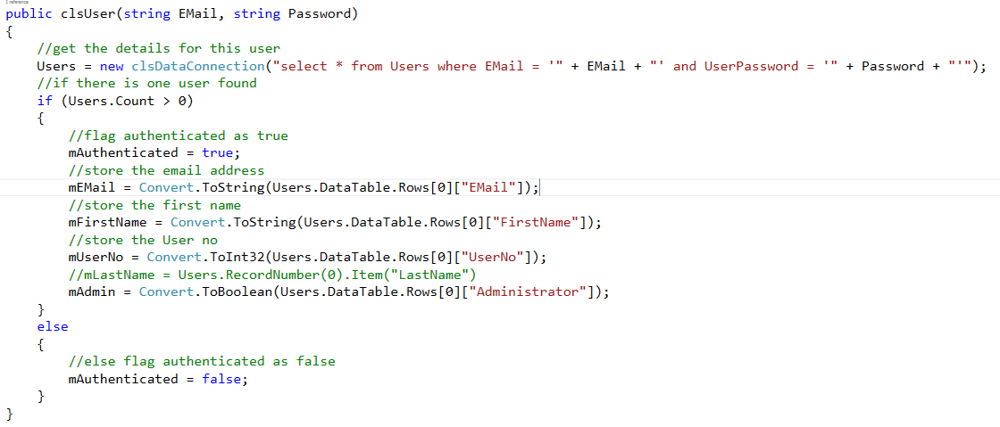 1 reference
public clsUser(string EMail, string Password)
{
//get the details for this user
Users = new clsDataConnection("select * from Users where EMail = '" + EMail + "' and UserPassword = '" + Password + "'");
//if there is one user found
if (Users.Count > 0)
{
//flag authenticated as true
mAuthenticated = true;
//store the email address
mEMail = Convert.ToString(Users.DataTable.Rows[0]["EMail"]);
//store the first name
mFirstName = Convert.ToString(Users.DataTable.Rows[0]["FirstName"]);
//store the User no
mUserNo = Convert.ToInt32(Users.DataTable.Rows[0]["UserNo"]);
//mLastName = Users.RecordNumber(0).Item("LastName")
mAdmin = Convert.ToBoolean(Users.DataTable.Rows[0]["Administrator"]);
}
else
{
//else flag authenticated as false
mAuthenticated = false;
}
}